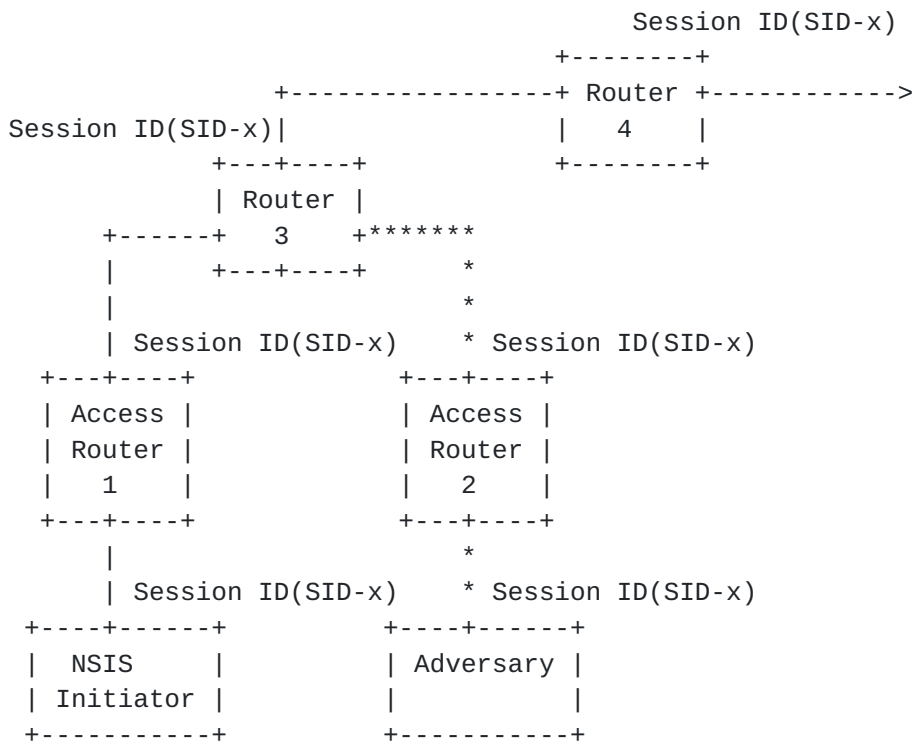 Session ID(SID-x)
                                    +--------+
                  +-----------------+ Router +------------>
Session ID(SID-x)|                  |   4    |
              +---+----+            +--------+
              | Router |
       +------+   3    +*******
       |      +---+----+      *
       |                      *
       | Session ID(SID-x)    * Session ID(SID-x)
   +---+----+             +---+----+
   | Access |             | Access |
   | Router |             | Router |
   |   1    |             |   2    |
   +---+----+             +---+----+
       |                      *
       | Session ID(SID-x)    * Session ID(SID-x)
  +----+------+          +----+------+
  |  NSIS     |          | Adversary |
  | Initiator |          |           |
  +-----------+          +-----------+